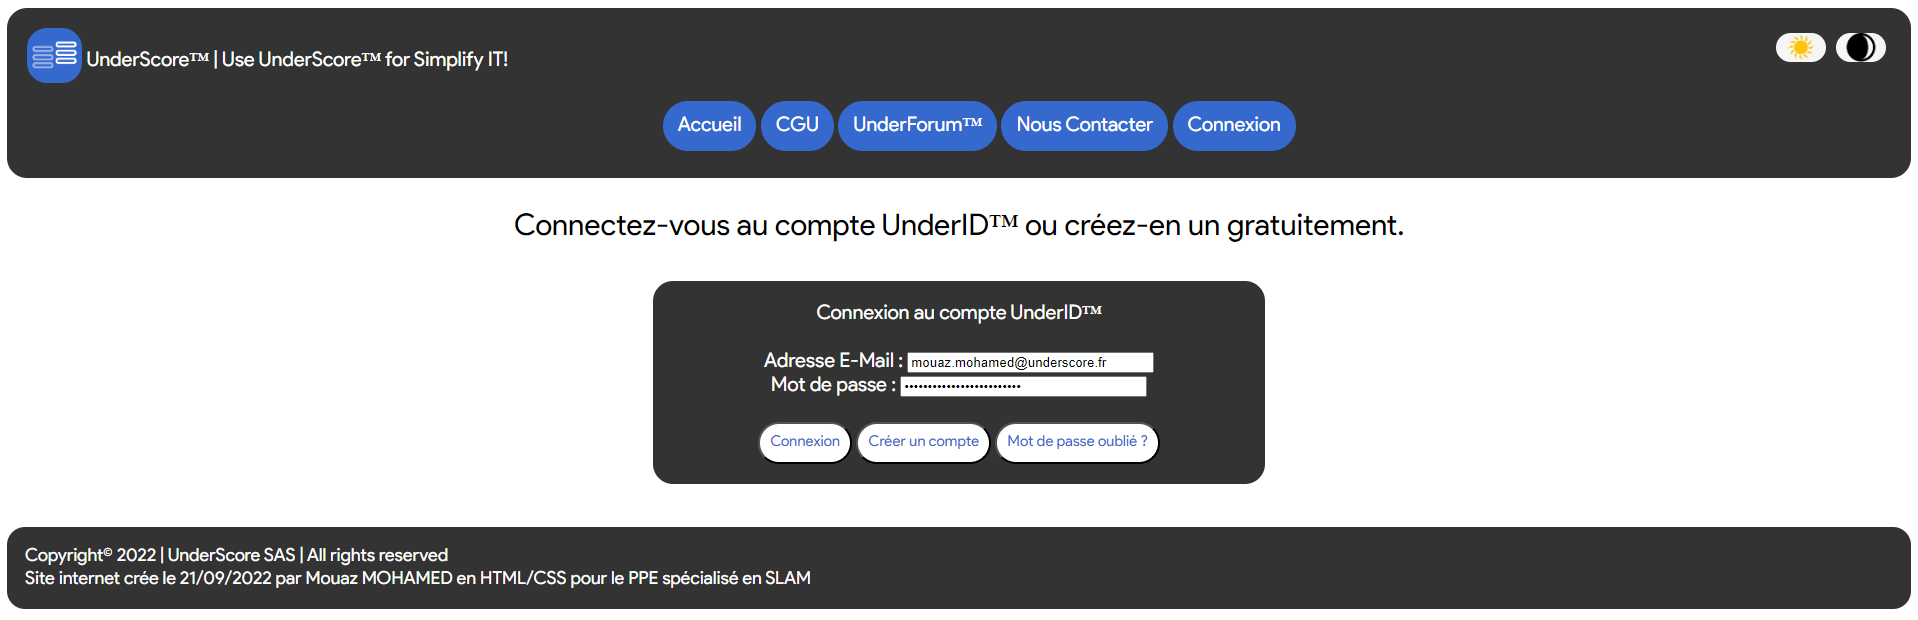 UnderScore™ | Use UnderScore™ for Simplify IT!
Accueil CGU UnderForum™ Nous Contacter Connexion
Connectez-vous au compte UnderID™ ou créez-en un gratuitement.
Connexion au compte UnderID™
Adresse E-Mail : mouaz.mohamed@underscore.fr
Mot de passe : •••••••••••••••••••••••••
Connexion Créer un compte Mot de passe oublié ?
Copyright© 2022 | UnderScore SAS | All rights reserved
Site internet crée le 21/09/2022 par Mouaz MOHAMED en HTML/CSS pour le PPE spécialisé en SLAM